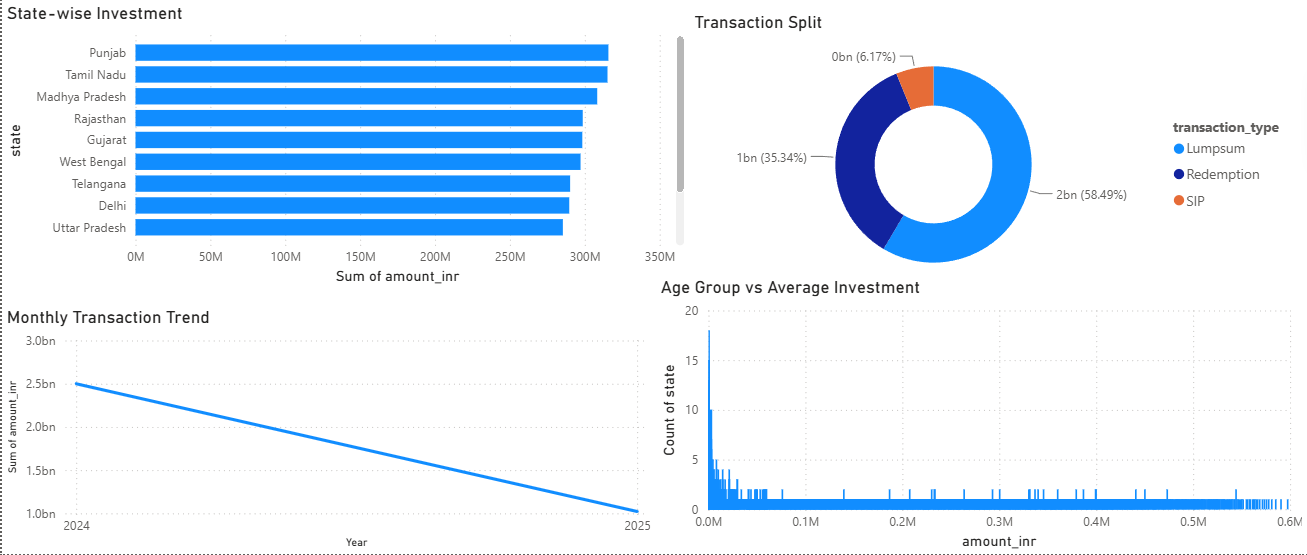 State-wise Investment
state
Punjab
Tamil Nadu
Madhya Pradesh
Rajasthan
Gujarat
West Bengal
Telangana
Delhi
Uttar Pradesh
0M 50M 100M 150M 200M 250M 300M 350M
Sum of amount_inr
Transaction Split
0bn (6.17%)
1bn (35.34%)
2bn (58.49%)
transaction_type
Lumpsum
Redemption
SIP
Monthly Transaction Trend
Sum of amount_inr
3.0bn
2.5bn
2.0bn
1.5bn
1.0bn
2024 2025
Year
Age Group vs Average Investment
Count of state
20
15
10
5
0
0.0M 0.1M 0.2M 0.3M 0.4M 0.5M 0.6M
amount_inr